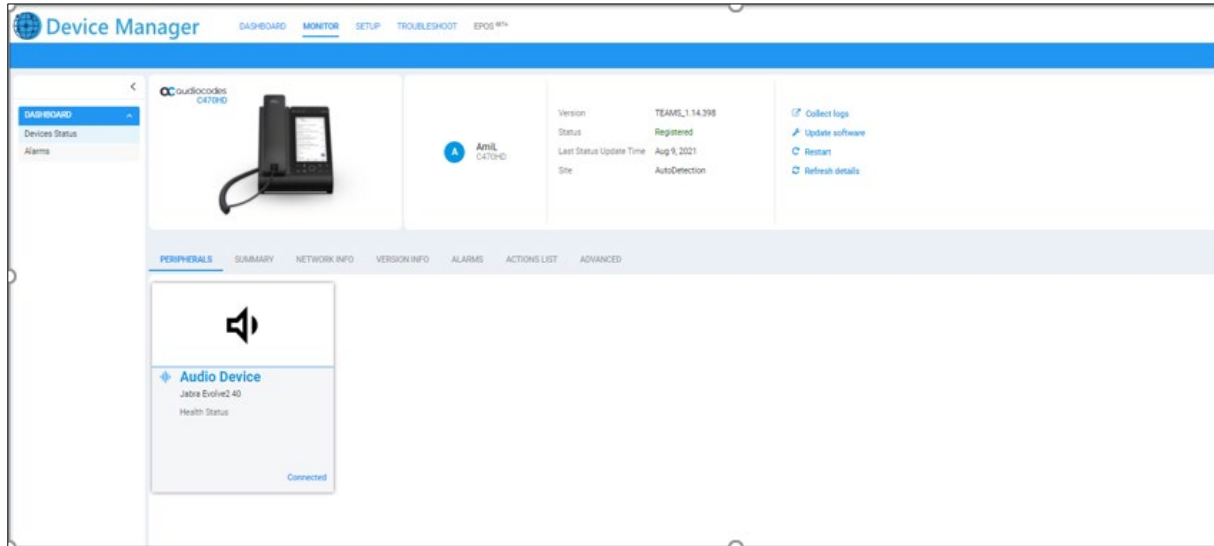 Device Manager
DASHBOARD MONITOR SETUP TROUBLESHOOT EPOS BETA
DASHBOARD
Devices Status
Alarms
audiocodes
C470HD
A
AmiL
C470HD
Version TEAMS_1.14.398
Status Registered
Last Status Update Time Aug 9, 2021
Site AutoDetection
Collect logs
Update software
Restart
Refresh details
PERIPHERALS SUMMARY NETWORK INFO VERSION INFO ALARMS ACTIONS LIST ADVANCED
Audio Device
Jabra Evolve2 40
Health Status
Connected